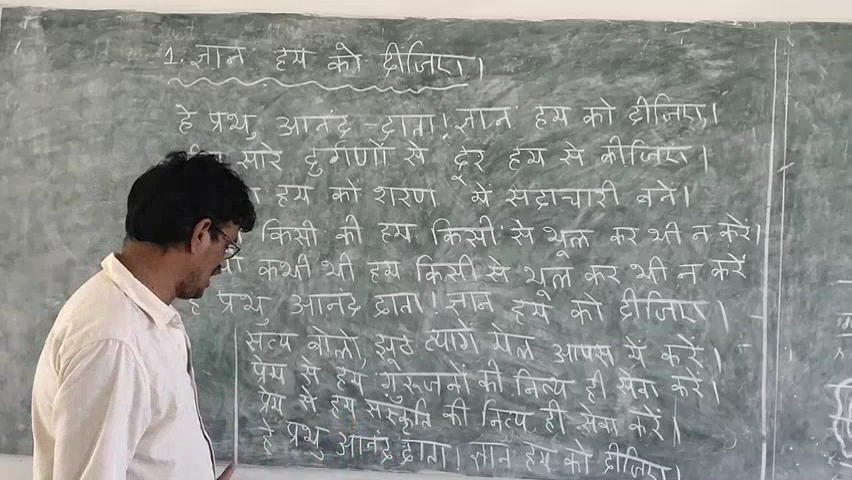 1. ज्ञान हम को दीजिए।
हे प्रभु आनंद-दाता! ज्ञान हम को दीजिए।
सारे दुर्गुणों से दूर हम से कीजिए।
हम को शरण में सदाचारी बने।
किसी की हम किसी से भूल कर भी न करें।
कभी भी हम किसी से भूल कर भी न करें
हे प्रभु आनंद दाता! ज्ञान हम को दीजिए।
सत्य बोलो, झूठ त्यागें मेल आपस में करें।
प्रेम से हम गुरुजनों की नित्य ही सेवा करें।
प्रेम से हम संस्कृति की नित्य ही सेवा करें।
हे प्रभु आनंद दाता! ज्ञान हम को दीजिए।